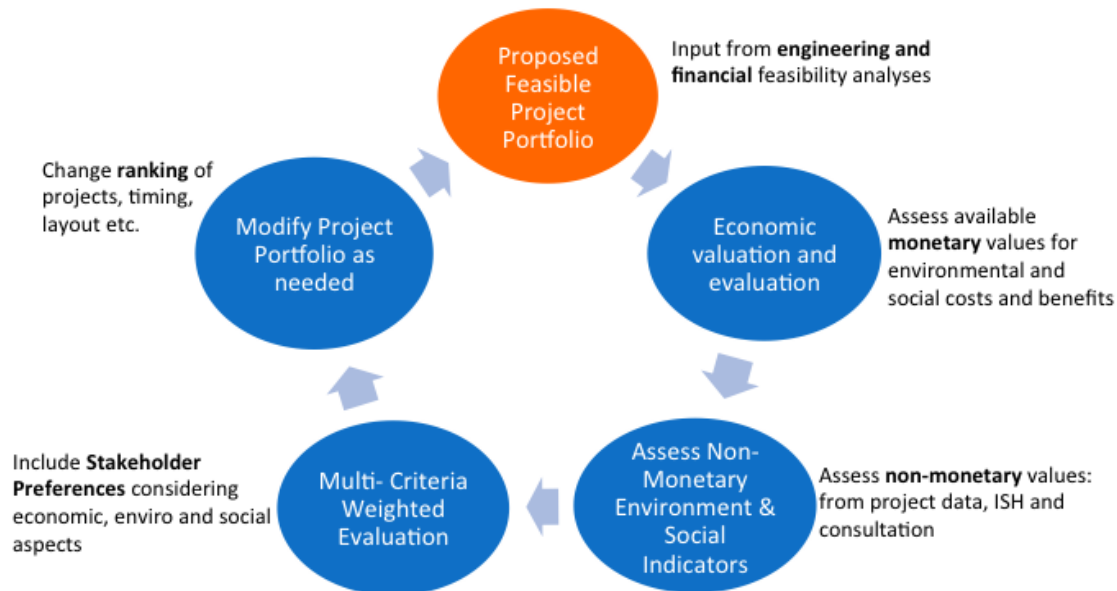 Proposed
Feasible
Project
Portfolio
Input from engineering and
financial feasibility analyses
Economic
valuation and
evaluation
Assess available
monetary values for
environmental and
social costs and benefits
Assess Non-
Monetary
Environment &
Social
Indicators
Assess non-monetary values:
from project data, ISH and
consultation
Multi- Criteria
Weighted
Evaluation
Include Stakeholder
Preferences considering
economic, enviro and social
aspects
Modify Project
Portfolio as
needed
Change ranking of
projects, timing,
layout etc.